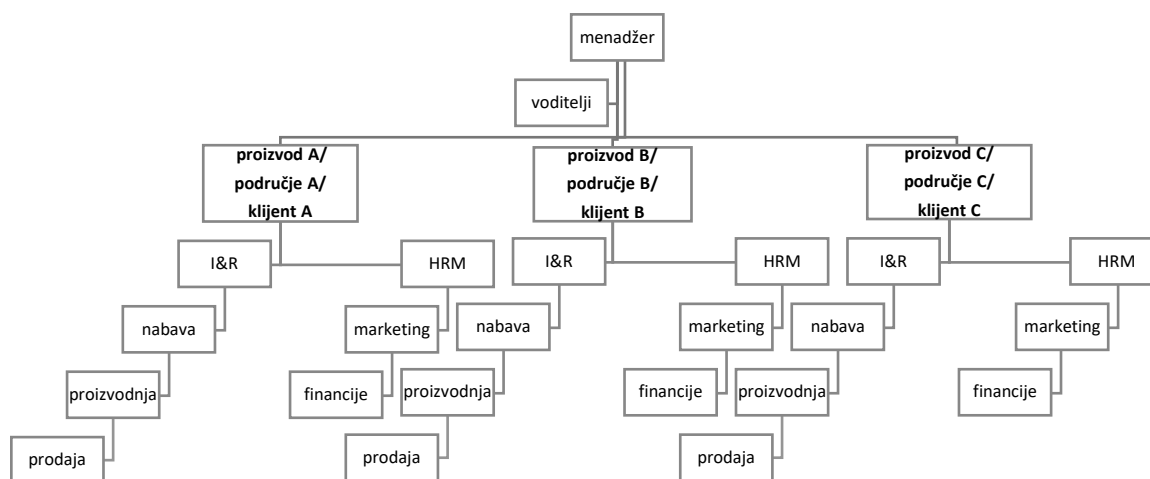 menadžer
voditelji
proizvod A/
područje A/
klijent A
proizvod B/
područje B/
klijent B
proizvod C/
područje C/
klijent C
I&R
HRM
I&R
HRM
I&R
HRM
nabava
marketing
nabava
marketing
nabava
marketing
proizvodnja
financije
proizvodnja
financije
proizvodnja
financije
prodaja
prodaja
prodaja